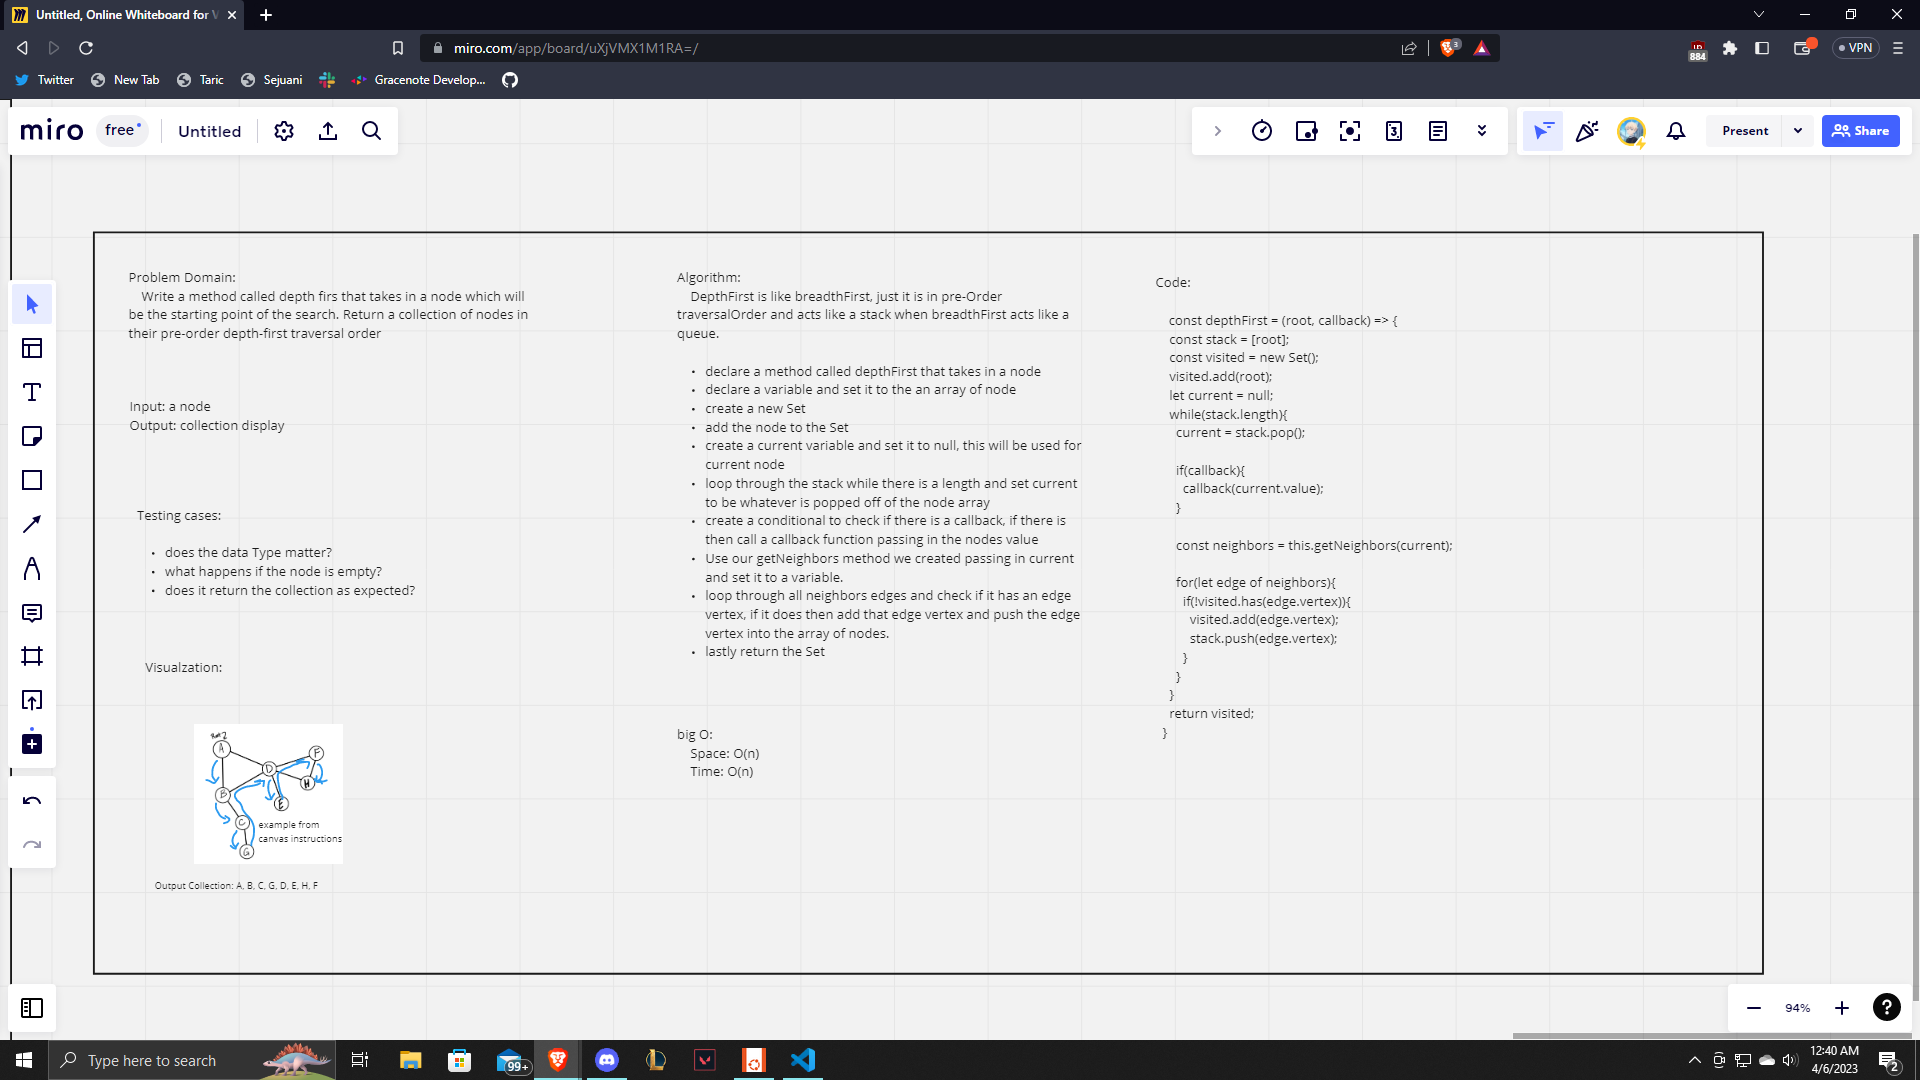 Untitled, Online Whiteboard for V
miro.com/app/board/uXjVMX1M1RA=/
3
884
VPN
Twitter
New Tab
Taric
Sejuani
Gracenote Develop...
miro
free
Untitled
3
Present
Share
Problem Domain:
Write a method called depth firs that takes in a node which will
be the starting point of the search. Return a collection of nodes in
their pre-order depth-first traversal order
Input: a node
Output: collection display
Testing cases:
• does the data Type matter?
• what happens if the node is empty?
• does it return the collection as expected?
Visualzation:
Root
A
F
D
B
H
E
C
example from
canvas instructions
G
Output Collection: A, B, C, G, D, E, H, F
Algorithm:
DepthFirst is like breadthFirst, just it is in pre-Order
traversalOrder and acts like a stack when breadthFirst acts like a
queue.
• declare a method called depthFirst that takes in a node
• declare a variable and set it to the an array of node
• create a new Set
• add the node to the Set
• create a current variable and set it to null, this will be used for
current node
• loop through the stack while there is a length and set current
to be whatever is popped off of the node array
• create a conditional to check if there is a callback, if there is
then call a callback function passing in the nodes value
• Use our getNeighbors method we created passing in current
and set it to a variable.
• loop through all neighbors edges and check if it has an edge
vertex, if it does then add that edge vertex and push the edge
vertex into the array of nodes.
• lastly return the Set
big O:
Space: O(n)
Time: O(n)
Code:
const depthFirst = (root, callback) => {
const stack = [root];
const visited = new Set();
visited.add(root);
let current = null;
while(stack.length){
current = stack.pop();
if(callback){
callback(current.value);
}
const neighbors = this.getNeighbors(current);
for(let edge of neighbors){
if(!visited.has(edge.vertex)){
visited.add(edge.vertex);
stack.push(edge.vertex);
}
}
}
return visited;
}
94%
?
Type here to search
99+
12:40 AM
4/6/2023
2